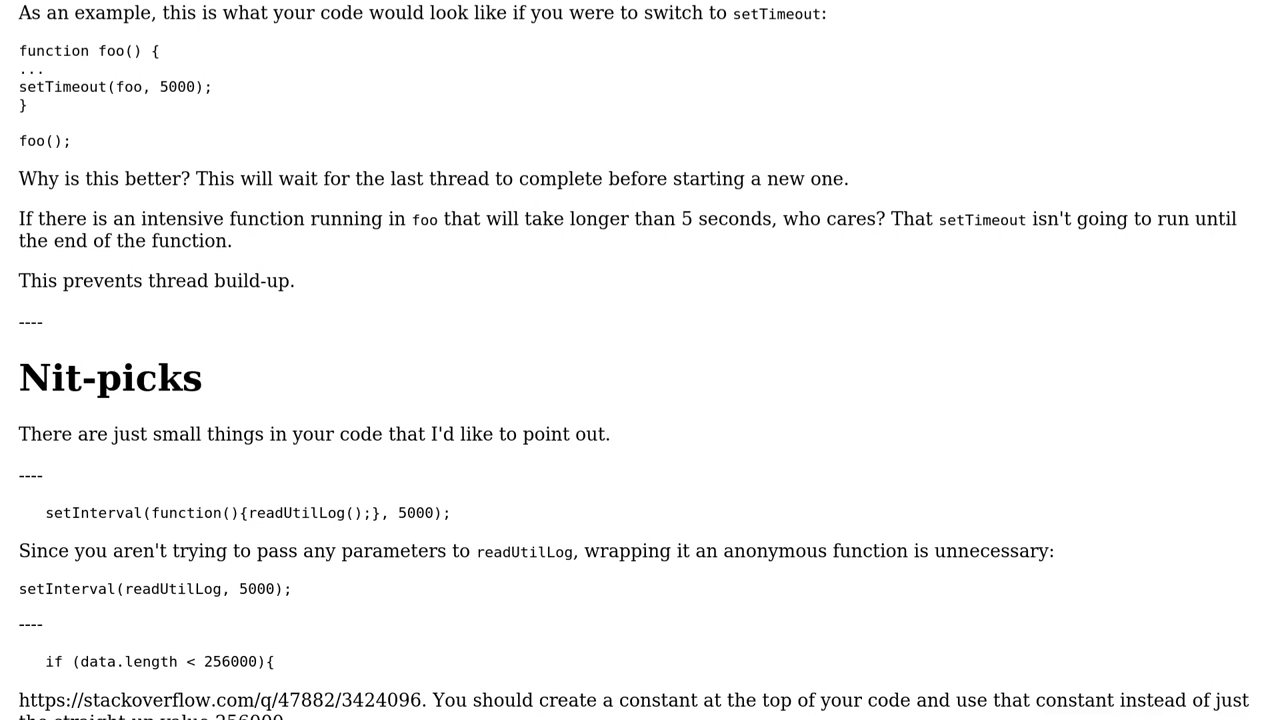 As an example, this is what your code would look like if you were to switch to setTimeout:
function foo() {
...
setTimeout(foo, 5000);
}
foo();
Why is this better? This will wait for the last thread to complete before starting a new one.
If there is an intensive function running in foo that will take longer than 5 seconds, who cares? That setTimeout isn't going to run until
the end of the function.
This prevents thread build-up.
----
Nit-picks
There are just small things in your code that I'd like to point out.
----
setInterval(function(){readUtilLog();}, 5000);
Since you aren't trying to pass any parameters to readUtilLog, wrapping it an anonymous function is unnecessary:
setInterval(readUtilLog, 5000);
----
if (data.length < 256000){
https://stackoverflow.com/q/47882/3424096. You should create a constant at the top of your code and use that constant instead of just
the straight-up value 256000.